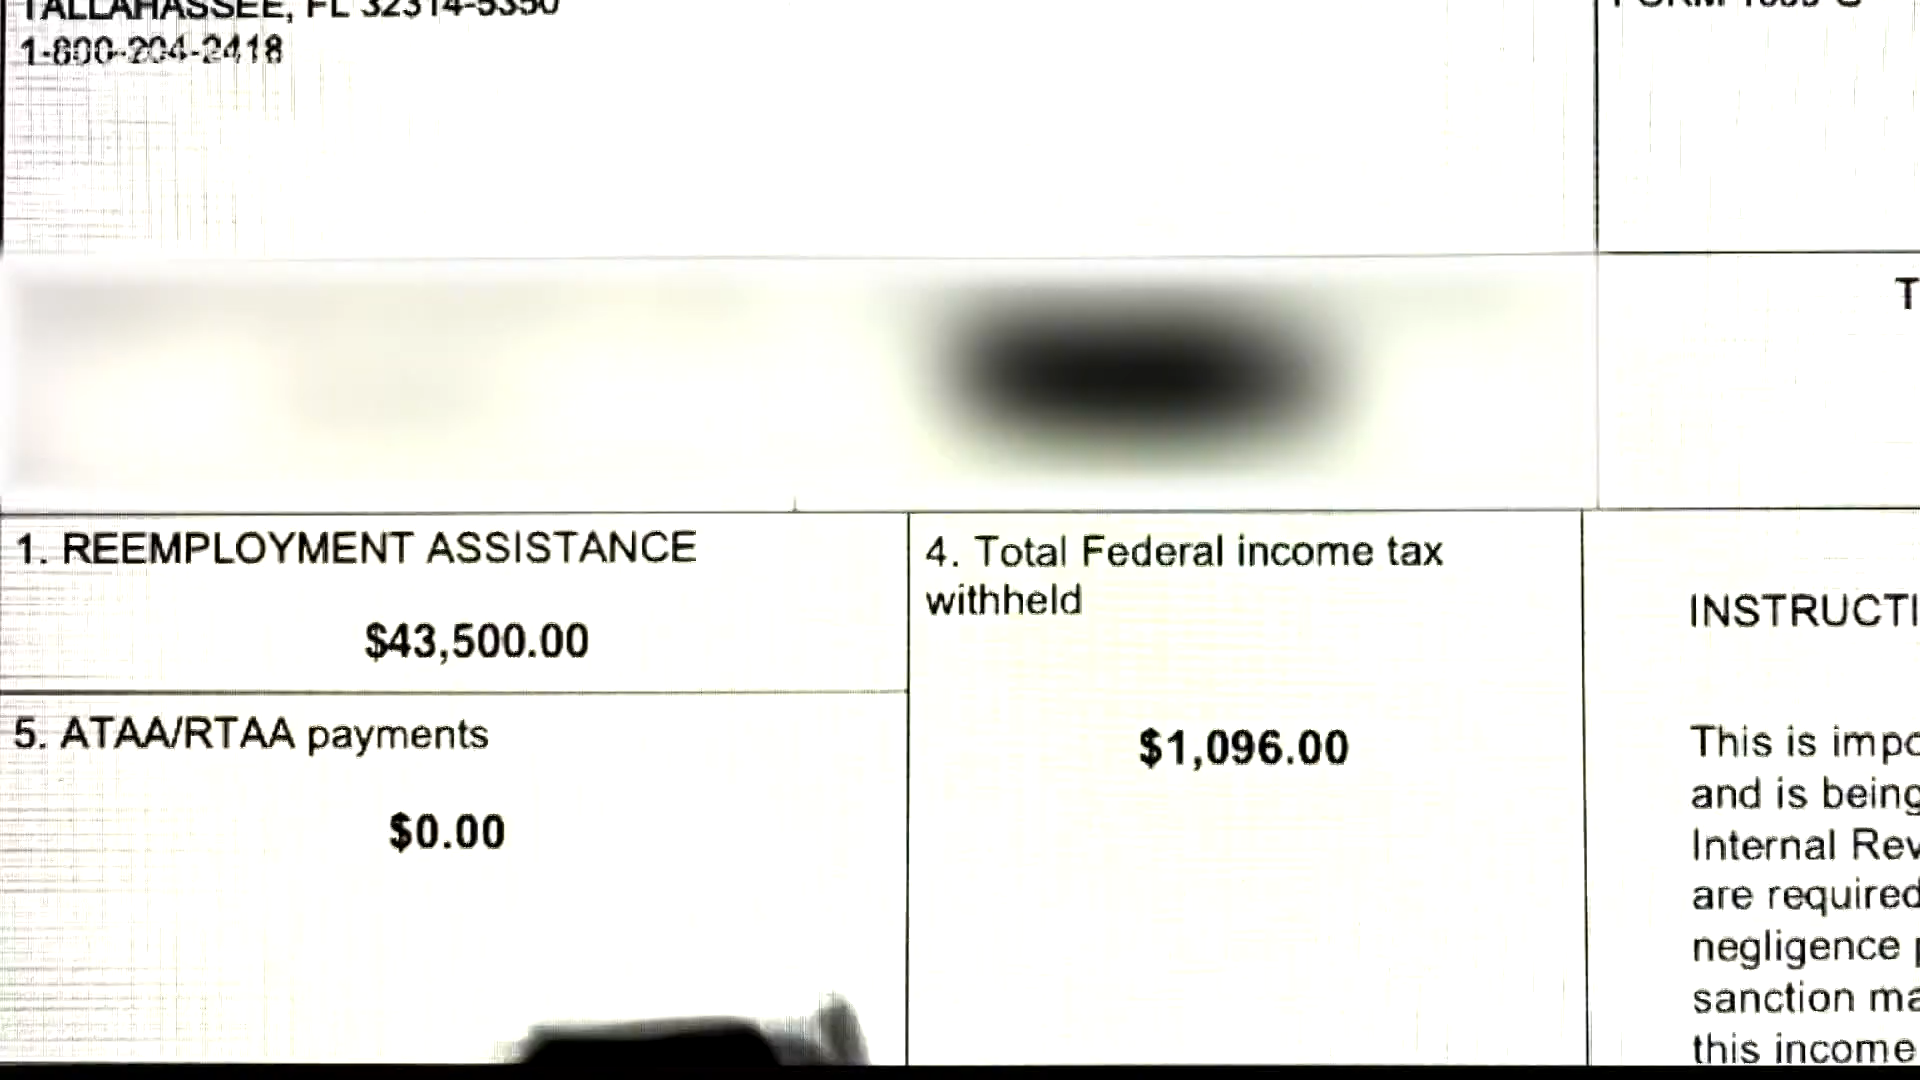 TALLAHASSEE, FL 32314-5350
1-800-204-2418
T
1. REEMPLOYMENT ASSISTANCE
$43,500.00
4. Total Federal income tax
withheld
$1,096.00
5. ATAA/RTAA payments
$0.00
INSTRUCTI
This is impo
and is being
Internal Rev
are required
negligence p
sanction ma
this income